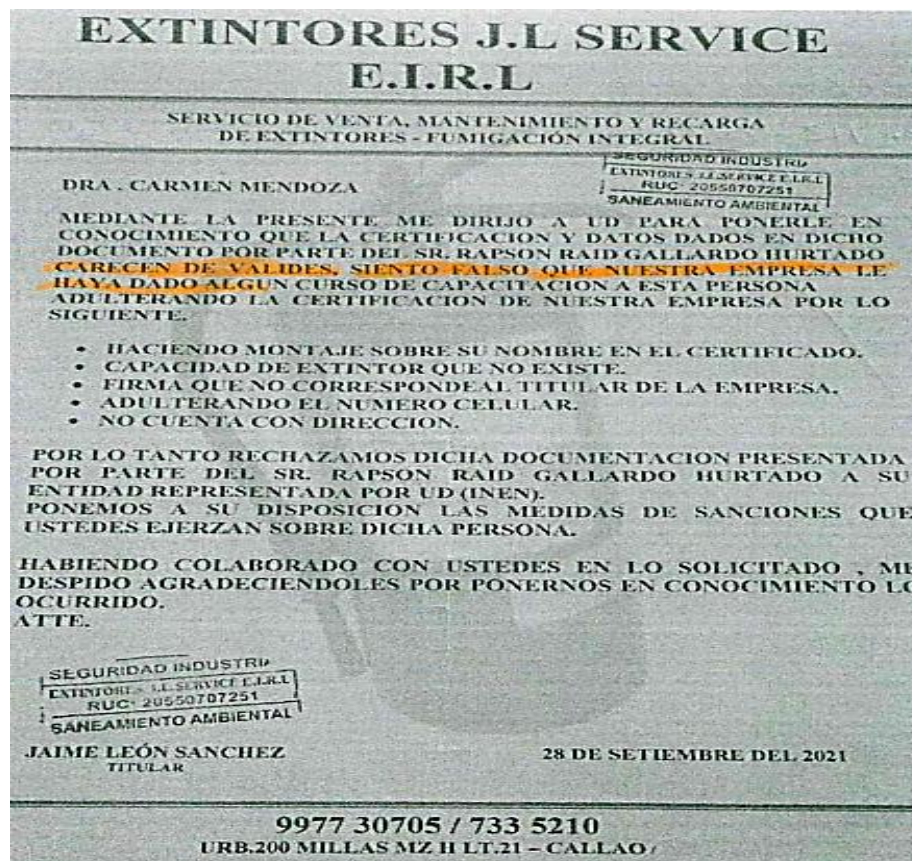 EXTINTORES J.L SERVICE
E.I.R.L
SERVICIO DE VENTA, MANTENIMIENTO Y RECARGA
DE EXTINTORES - FUMIGACIÓN INTEGRAL
SEGURIDAD INDUSTRI
EXTINTORES J.L.SERVICE E.I.R.L
RUC: 20550707251
SANEAMIENTO AMBIENTAL
DRA . CARMEN MENDOZA
MEDIANTE LA PRESENTE ME DIRIJO A UD PARA PONERLE EN
CONOCIMIENTO QUE LA CERTIFICACION Y DATOS DADOS EN DICHO
DOCUMENTO POR PARTE DEL SR. RAPSON RAID GALLARDO HURTADO
CARECEN DE VALIDES, SIENTO FALSO QUE NUESTRA EMPRESA LE
HAYA DADO ALGUN CURSO DE CAPACITACION A ESTA PERSONA
ADULTERANDO LA CERTIFICACION DE NUESTRA EMPRESA POR LO
SIGUIENTE.
• HACIENDO MONTAJE SOBRE SU NOMBRE EN EL CERTIFICADO.
• CAPACIDAD DE EXTINTOR QUE NO EXISTE.
• FIRMA QUE NO CORRESPONDEAL TITULAR DE LA EMPRESA.
• ADULTERANDO EL NUMERO CELULAR.
• NO CUENTA CON DIRECCION.
POR LO TANTO RECHAZAMOS DICHA DOCUMENTACION PRESENTADA
POR PARTE DEL SR. RAPSON RAID GALLARDO HURTADO A SU
ENTIDAD REPRESENTADA POR UD (INEN).
PONEMOS A SU DISPOSICION LAS MEDIDAS DE SANCIONES QUE
USTEDES EJERZAN SOBRE DICHA PERSONA.
HABIENDO COLABORADO CON USTEDES EN LO SOLICITADO , ME
DESPIDO AGRADECIENDOLES POR PONERNOS EN CONOCIMIENTO LO
OCURRIDO.
ATTE.
SEGURIDAD INDUSTRI
EXTINTORES J.L.SERVICE E.I.R.L
RUC: 20550707251
SANEAMIENTO AMBIENTAL
JAIME LEÓN SANCHEZ
TITULAR
28 DE SETIEMBRE DEL 2021
9977 30705 / 733 5210
URB.200 MILLAS MZ H LT.21 – CALLAO